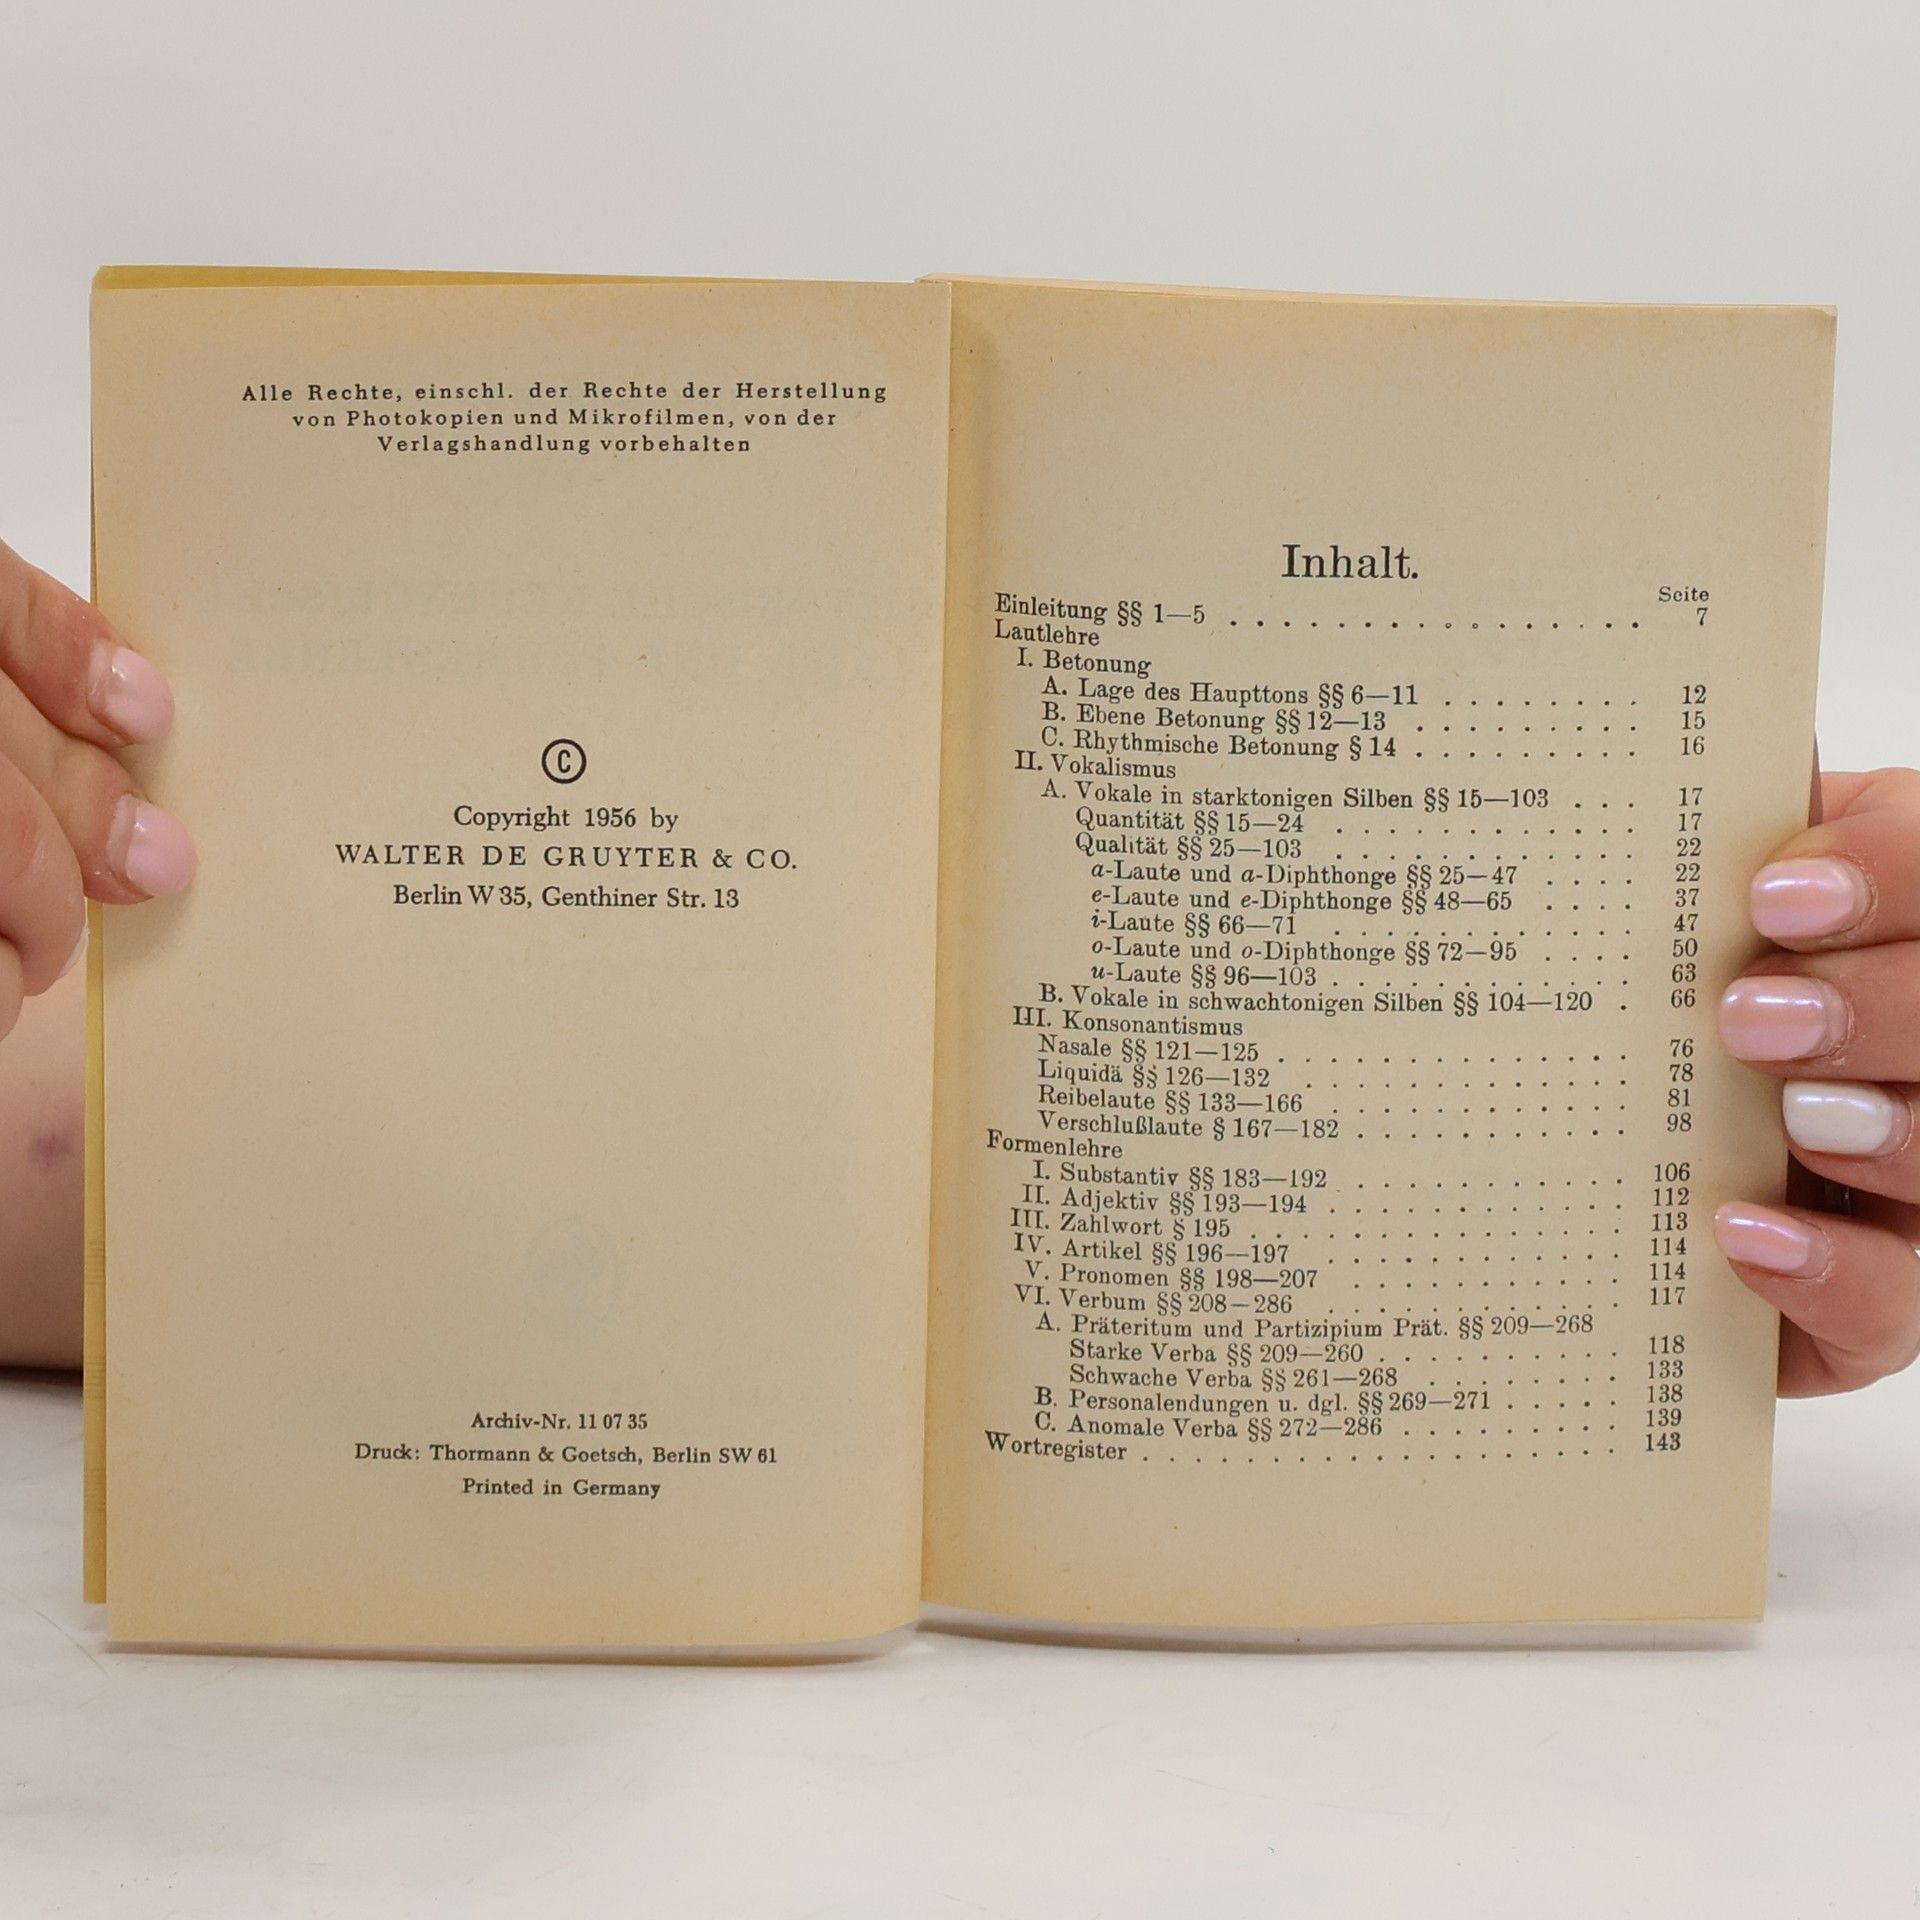 Alle Rechte, einschl. der Rechte der Herstellung
von Photokopien und Mikrofilmen, von der
Verlagshandlung vorbehalten
©
Copyright 1956 by
WALTER DE GRUYTER & CO.
Berlin W 35, Genthiner Str. 13
Archiv-Nr. 11 07 35
Druck: Thormann & Goetsch, Berlin SW 61
Printed in Germany
Inhalt.
Seite
Einleitung §§ 1—5 . . . . . . . . . . . . . . . . 7
Lautlehre
I. Betonung
A. Lage des Haupttons §§ 6—11 . . . . . . . . 12
B. Ebene Betonung §§ 12—13 . . . . . . . . . 15
C. Rhythmische Betonung § 14 . . . . . . . . . 16
II. Vokalismus
A. Vokale in starktonigen Silben §§ 15—103 . . . 17
Quantität §§ 15—24 . . . . . . . . . . . . 17
Qualität §§ 25—103 . . . . . . . . . . . . 22
a-Laute und a-Diphthonge §§ 25—47 . . . . 22
e-Laute und e-Diphthonge §§ 48—65 . . . . 37
i-Laute §§ 66—71 . . . . . . . . . . . . 47
o-Laute und o-Diphthonge §§ 72—95 . . . . 50
u-Laute §§ 96—103 . . . . . . . . . . . . 63
B. Vokale in schwachtonigen Silben §§ 104—120 . 66
III. Konsonantismus
Nasale §§ 121—125 . . . . . . . . . . . . . . 76
Liquidä §§ 126—132 . . . . . . . . . . . . . 78
Reibelaute §§ 133—166 . . . . . . . . . . . . 81
Verschlußlaute § 167—182 . . . . . . . . . . . 98
Formenlehre
I. Substantiv §§ 183—192 . . . . . . . . . . . . 106
II. Adjektiv §§ 193—194 . . . . . . . . . . . . 112
III. Zahlwort § 195 . . . . . . . . . . . . . . . 113
IV. Artikel §§ 196—197 . . . . . . . . . . . . 114
V. Pronomen §§ 198—207 . . . . . . . . . . . 114
VI. Verbum §§ 208—286 . . . . . . . . . . . . 117
A. Präteritum und Partizipium Prät. §§ 209—268
Starke Verba §§ 209—260 . . . . . . . . . . 118
Schwache Verba §§ 261—268 . . . . . . . . 133
B. Personalendungen u. dgl. §§ 269—271 . . . . . 138
C. Anomale Verba §§ 272—286 . . . . . . . . . 139
Wortregister . . . . . . . . . . . . . . . . . . 143